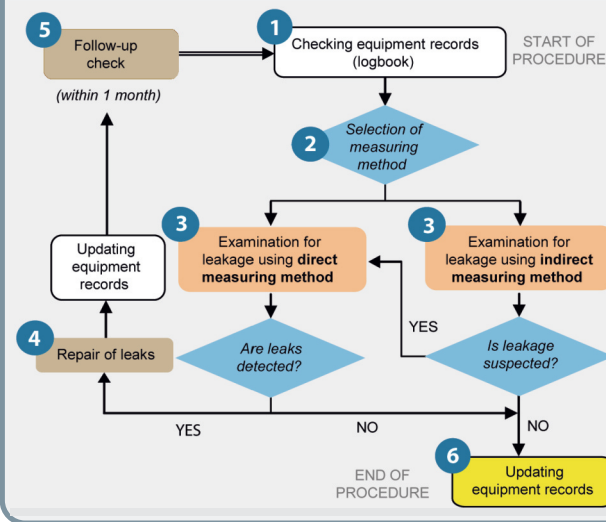 5
Follow-up
check
(within 1 month)
1
Checking equipment records
(logbook)
START OF
PROCEDURE
2
Selection of
measuring
method
3
Examination for
leakage using direct
measuring method
3
Examination for
leakage using indirect
measuring method
Updating
equipment
records
YES
4
Repair of leaks
Are leaks
detected?
Is leakage
suspected?
YES
NO
NO
END OF
PROCEDURE
6
Updating
equipment records